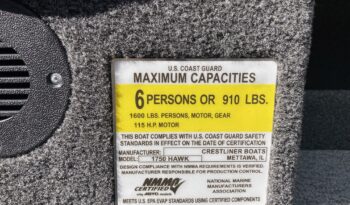 U.S. COAST GUARD
MAXIMUM CAPACITIES
6 PERSONS OR 910 LBS.
1600 LBS. PERSONS, MOTOR, GEAR
115 H.P. MOTOR
THIS BOAT COMPLIES WITH U.S. COAST GUARD SAFETY
STANDARDS IN EFFECT ON THE DATE OF CERTIFICATION
MANUFACTURER: CRESTLINER BOATS
MODEL: 1750 HAWK METTAWA, IL
DESIGN COMPLIANCE WITH NMMA REQUIREMENTS IS VERIFIED.
MANUFACTURER RESPONSIBLE FOR PRODUCTION CONTROL.
NMMA
CERTIFIED
NATIONAL MARINE
MANUFACTURERS
ASSOCIATION
MEETS U.S. EPA EVAP STANDARDS USING CERTIFIED COMPONENTS